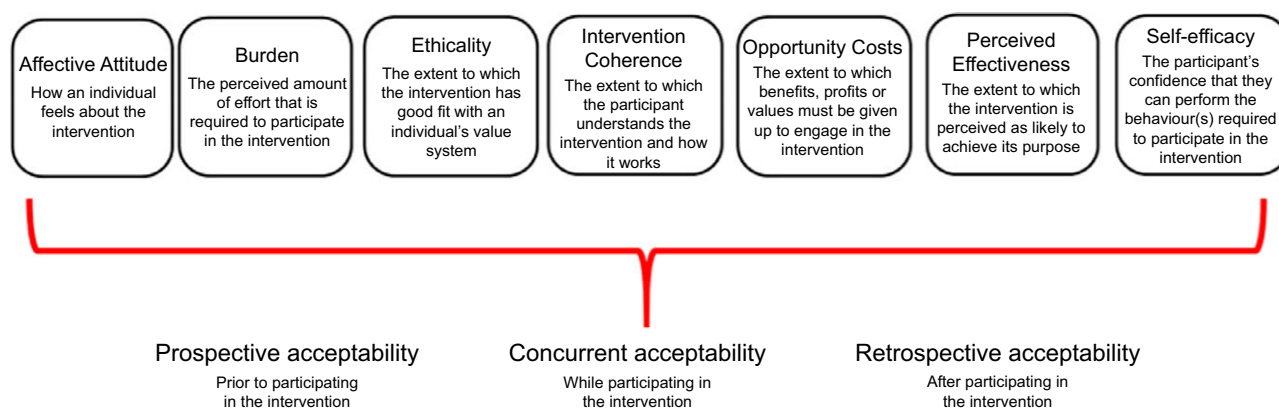 Affective Attitude
How an individual
feels about the
intervention
Burden
The perceived amount
of effort that is
required to participate
in the intervention
Ethicality
The extent to which
the intervention has
good fit with an
individual's value
system
Intervention
Coherence
The extent to which
the participant
understands the
intervention and how
it works
Opportunity Costs
The extent to which
benefits, profits or
values must be given
up to engage in the
intervention
Perceived
Effectiveness
The extent to which
the intervention is
perceived as likely to
achieve its purpose
Self-efficacy
The participant's
confidence that they
can perform the
behaviour(s) required
to participate in the
intervention
Prospective acceptability
Prior to participating
in the intervention
Concurrent acceptability
While participating in
the intervention
Retrospective acceptability
After participating in
the intervention